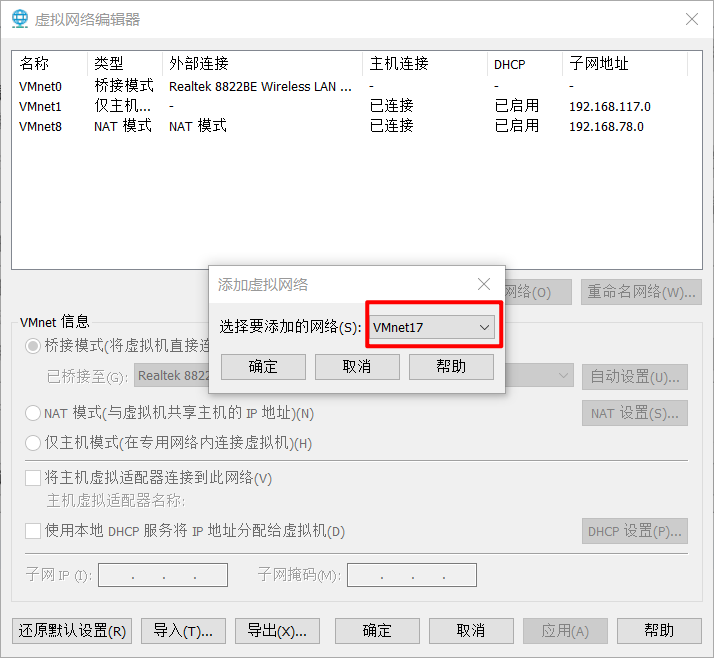 虚拟网络编辑器
名称 类型 外部连接 主机连接 DHCP 子网地址
VMnet0 桥接模式 Realtek 8822BE Wireless LAN ... - - -
VMnet1 仅主机... - 已连接 已启用 192.168.117.0
VMnet8 NAT 模式 NAT 模式 已连接 已启用 192.168.78.0
添加虚拟网络
网络(O) 重命名网络(W)...
选择要添加的网络(S): VMnet17
确定 取消 帮助
VMnet 信息
桥接模式(将虚拟机直接连
已桥接至(G): Realtek 882 自动设置(U)...
NAT 模式(与虚拟机共享主机的 IP 地址)(N) NAT 设置(S)...
仅主机模式(在专用网络内连接虚拟机)(H)
将主机虚拟适配器连接到此网络(V)
主机虚拟适配器名称:
使用本地 DHCP 服务将 IP 地址分配给虚拟机(D) DHCP 设置(P)...
子网 IP (I): . . . 子网掩码(M): . . .
还原默认设置(R) 导入(T)... 导出(X)... 确定 取消 应用(A) 帮助